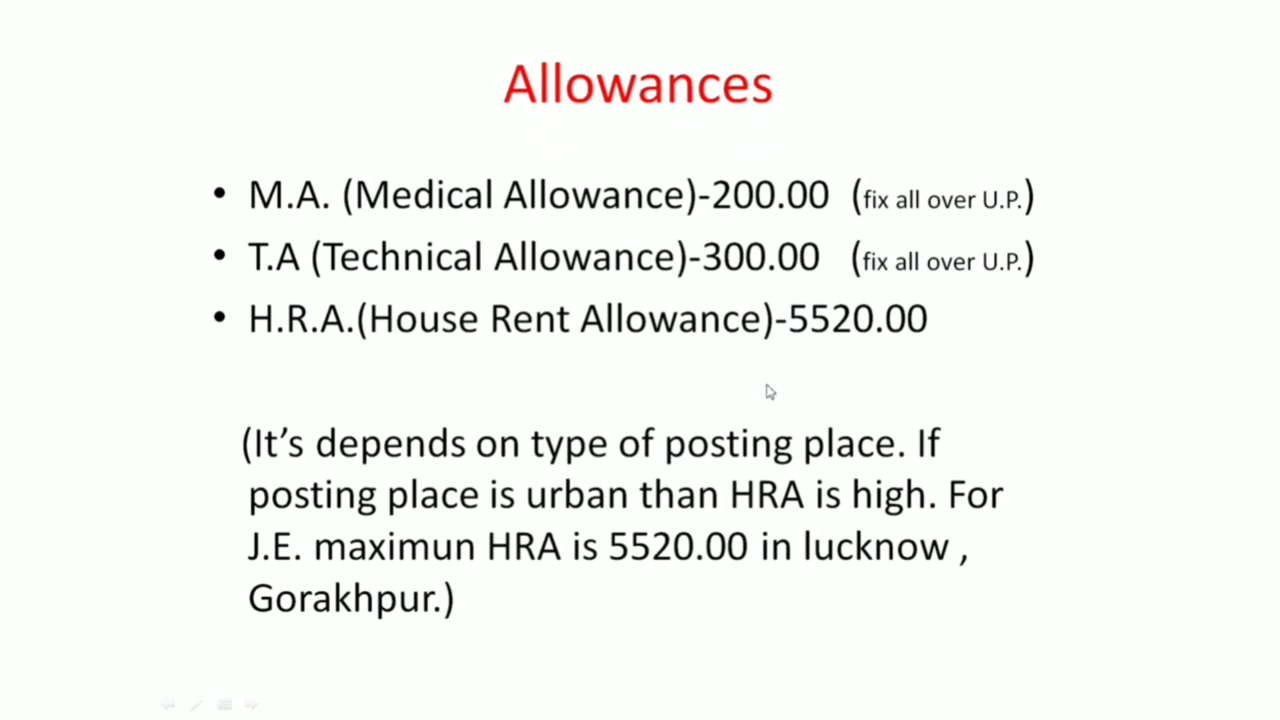 Allowances
• M.A. (Medical Allowance)-200.00 (fix all over U.P.)
• T.A (Technical Allowance)-300.00 (fix all over U.P.)
• H.R.A.(House Rent Allowance)-5520.00
(It’s depends on type of posting place. If
posting place is urban than HRA is high. For
J.E. maximun HRA is 5520.00 in lucknow ,
Gorakhpur.)